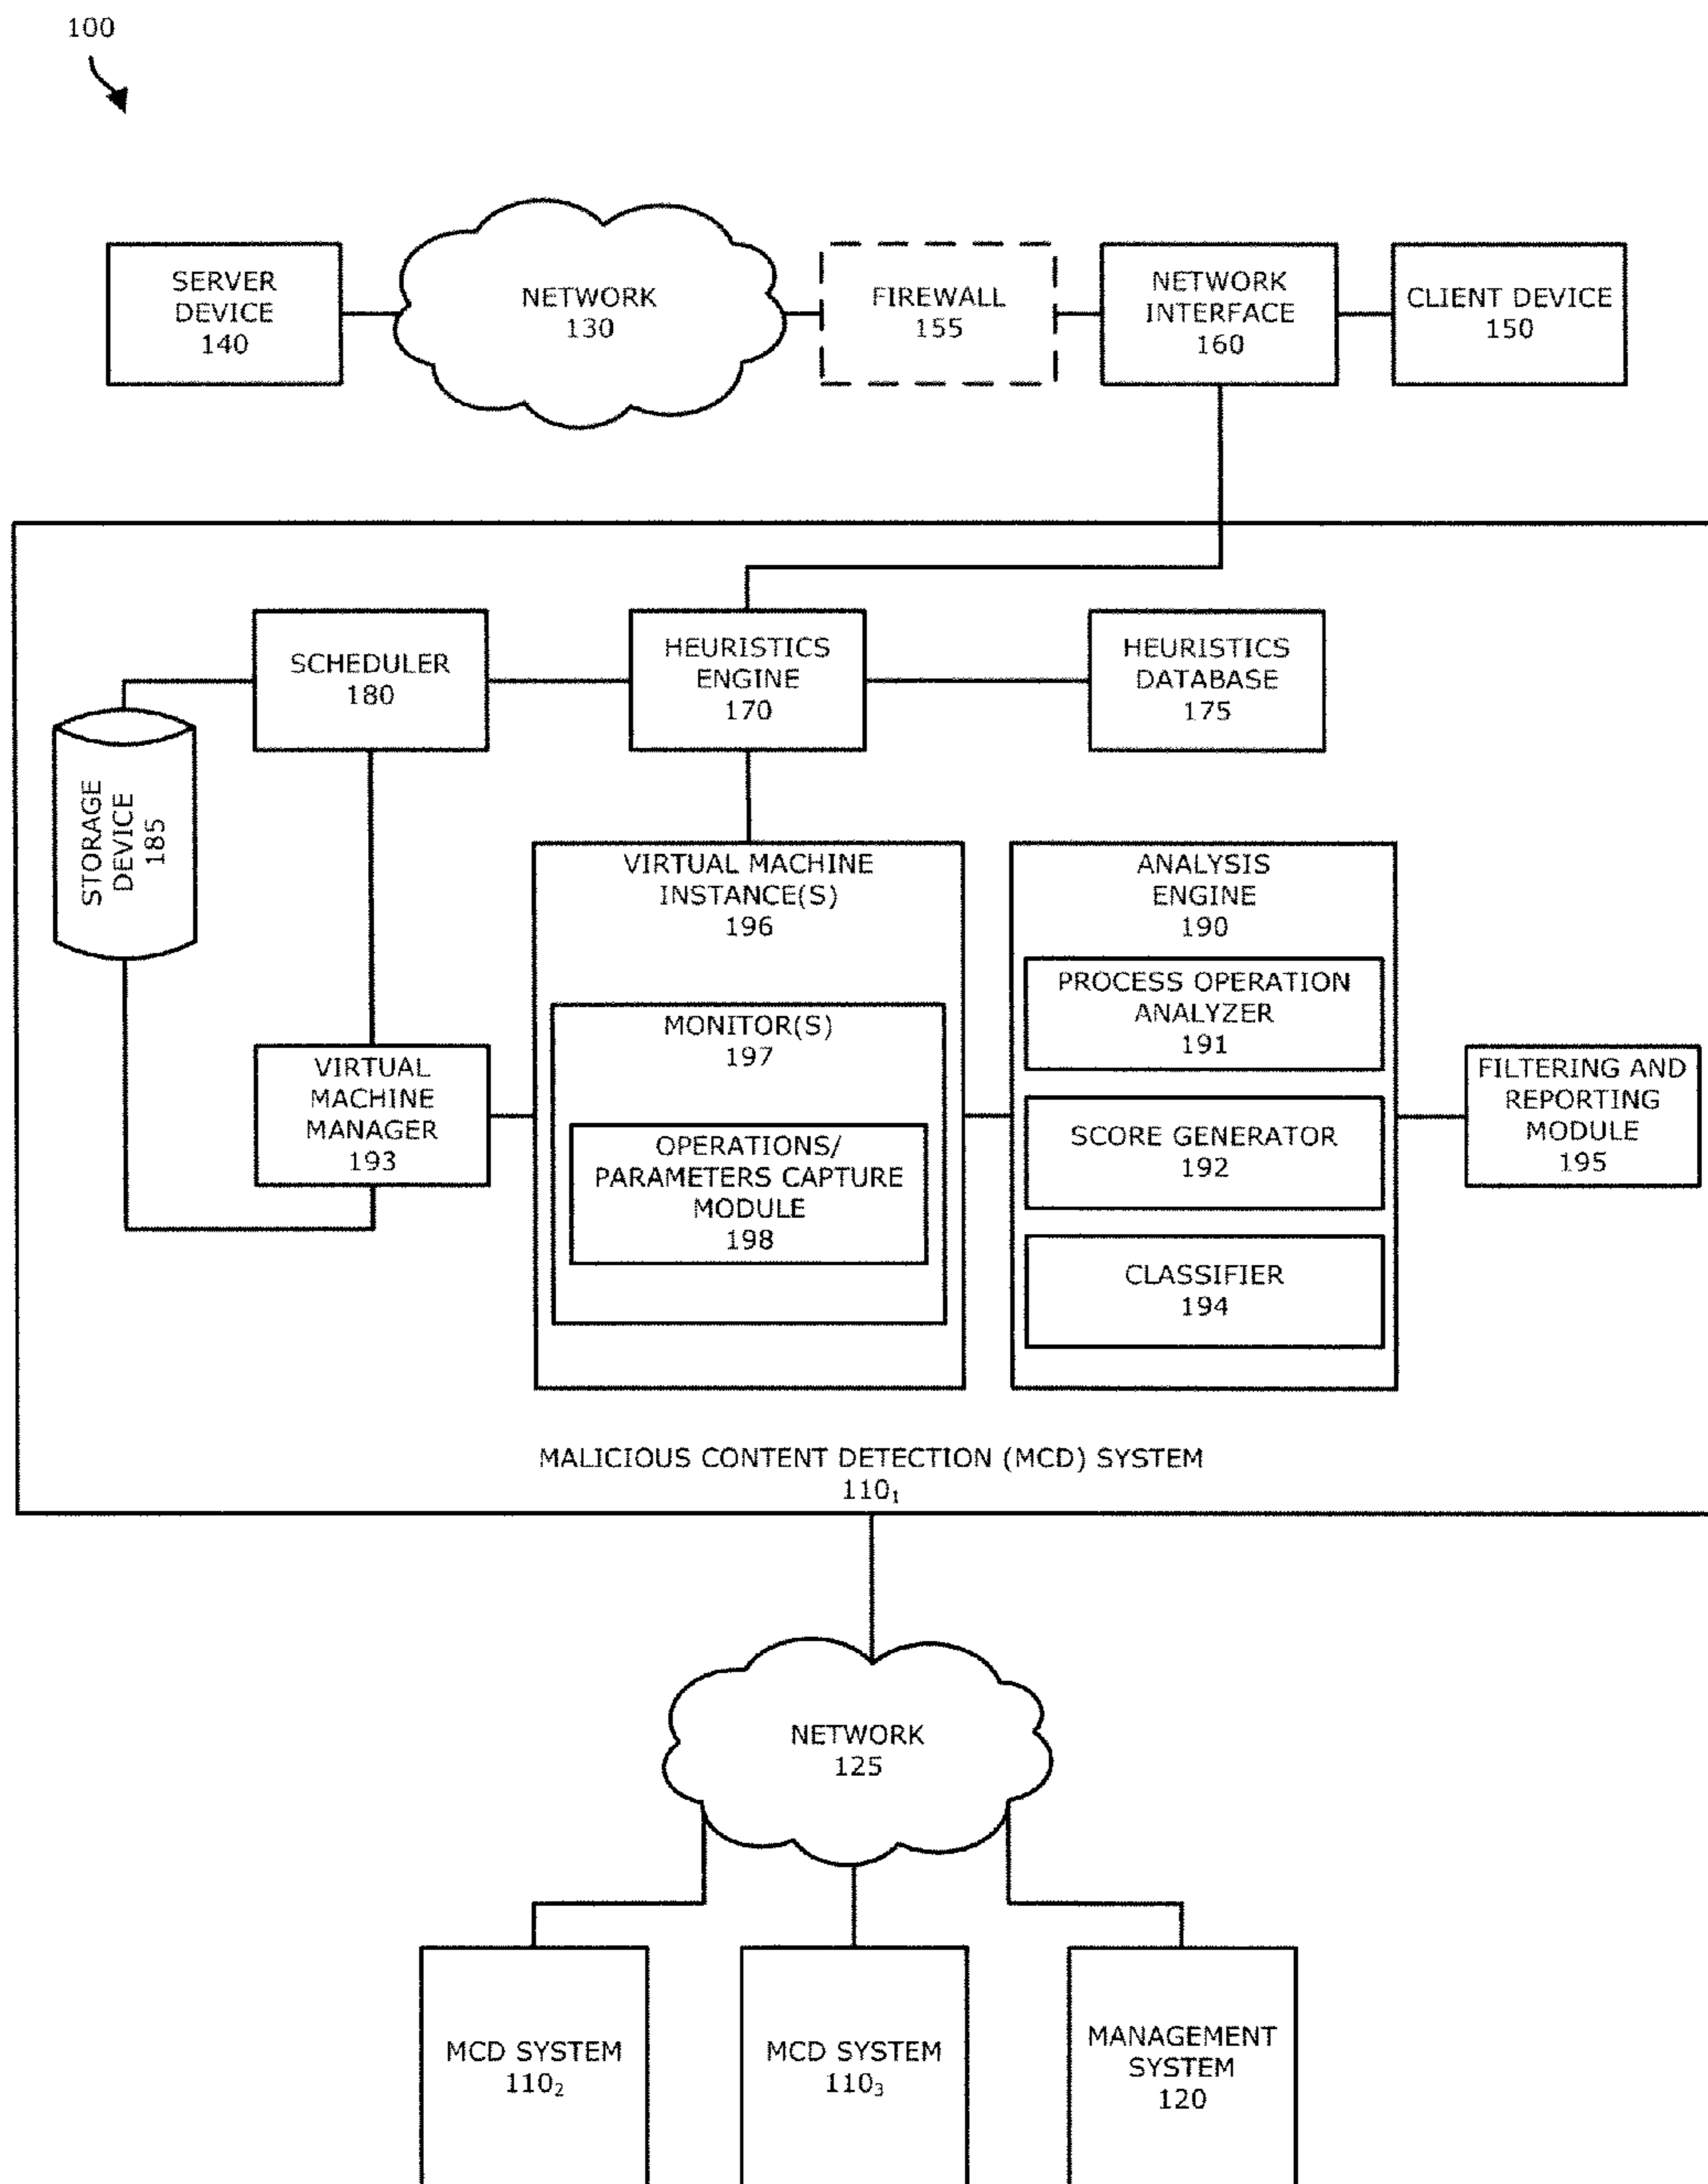 100
SERVER
DEVICE
140
NETWORK
130
FIREWALL
155
NETWORK
INTERFACE
160
CLIENT DEVICE
150
SCHEDULER
180
HEURISTICS
ENGINE
170
HEURISTICS
DATABASE
175
STORAGE
DEVICE
185
VIRTUAL MACHINE
INSTANCE(S)
196
MONITOR(S)
197
OPERATIONS/
PARAMETERS CAPTURE
MODULE
198
ANALYSIS
ENGINE
190
PROCESS OPERATION
ANALYZER
191
SCORE GENERATOR
192
CLASSIFIER
194
VIRTUAL
MACHINE
MANAGER
193
FILTERING AND
REPORTING
MODULE
195
MALICIOUS CONTENT DETECTION (MCD) SYSTEM
110₁
NETWORK
125
MCD SYSTEM
110₂
MCD SYSTEM
110₃
MANAGEMENT
SYSTEM
120